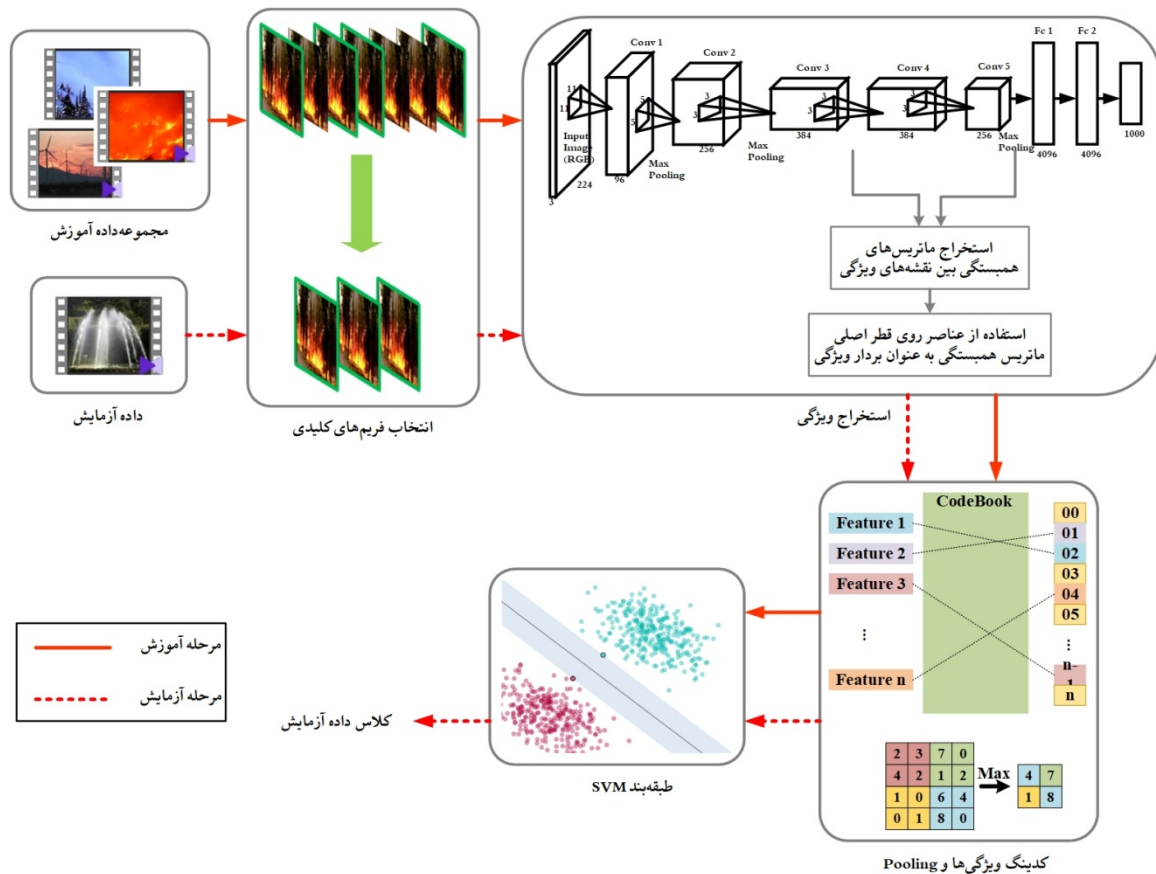 مجموعه‌داده آموزش
داده آزمایش
انتخاب فریم‌های کلیدی
Conv 1
Conv 2
Conv 3
Conv 4
Conv 5
Fc 1
Fc 2
11
11
5
5
3
3
3
3
3
3
Input
Image
(RGB)
224
3
96
Max
Pooling
256
Max
Pooling
384
384
256
Max
Pooling
4096
4096
1000
استخراج ماتریس‌های
همبستگی بین نقشه‌های ویژگی
استفاده از عناصر روی قطر اصلی
ماتریس همبستگی به عنوان بردار ویژگی
استخراج ویژگی
CodeBook
Feature 1
Feature 2
Feature 3
⋮
Feature n
00
01
02
03
04
05
⋮
n-1
n
2 3 7 0
4 2 1 2
1 0 6 4
0 1 8 0
Max
4 7
1 8
کدینگ ویژگی‌ها و Pooling
طبقه‌بند SVM
کلاس داده آزمایش
مرحله آموزش
مرحله آزمایش